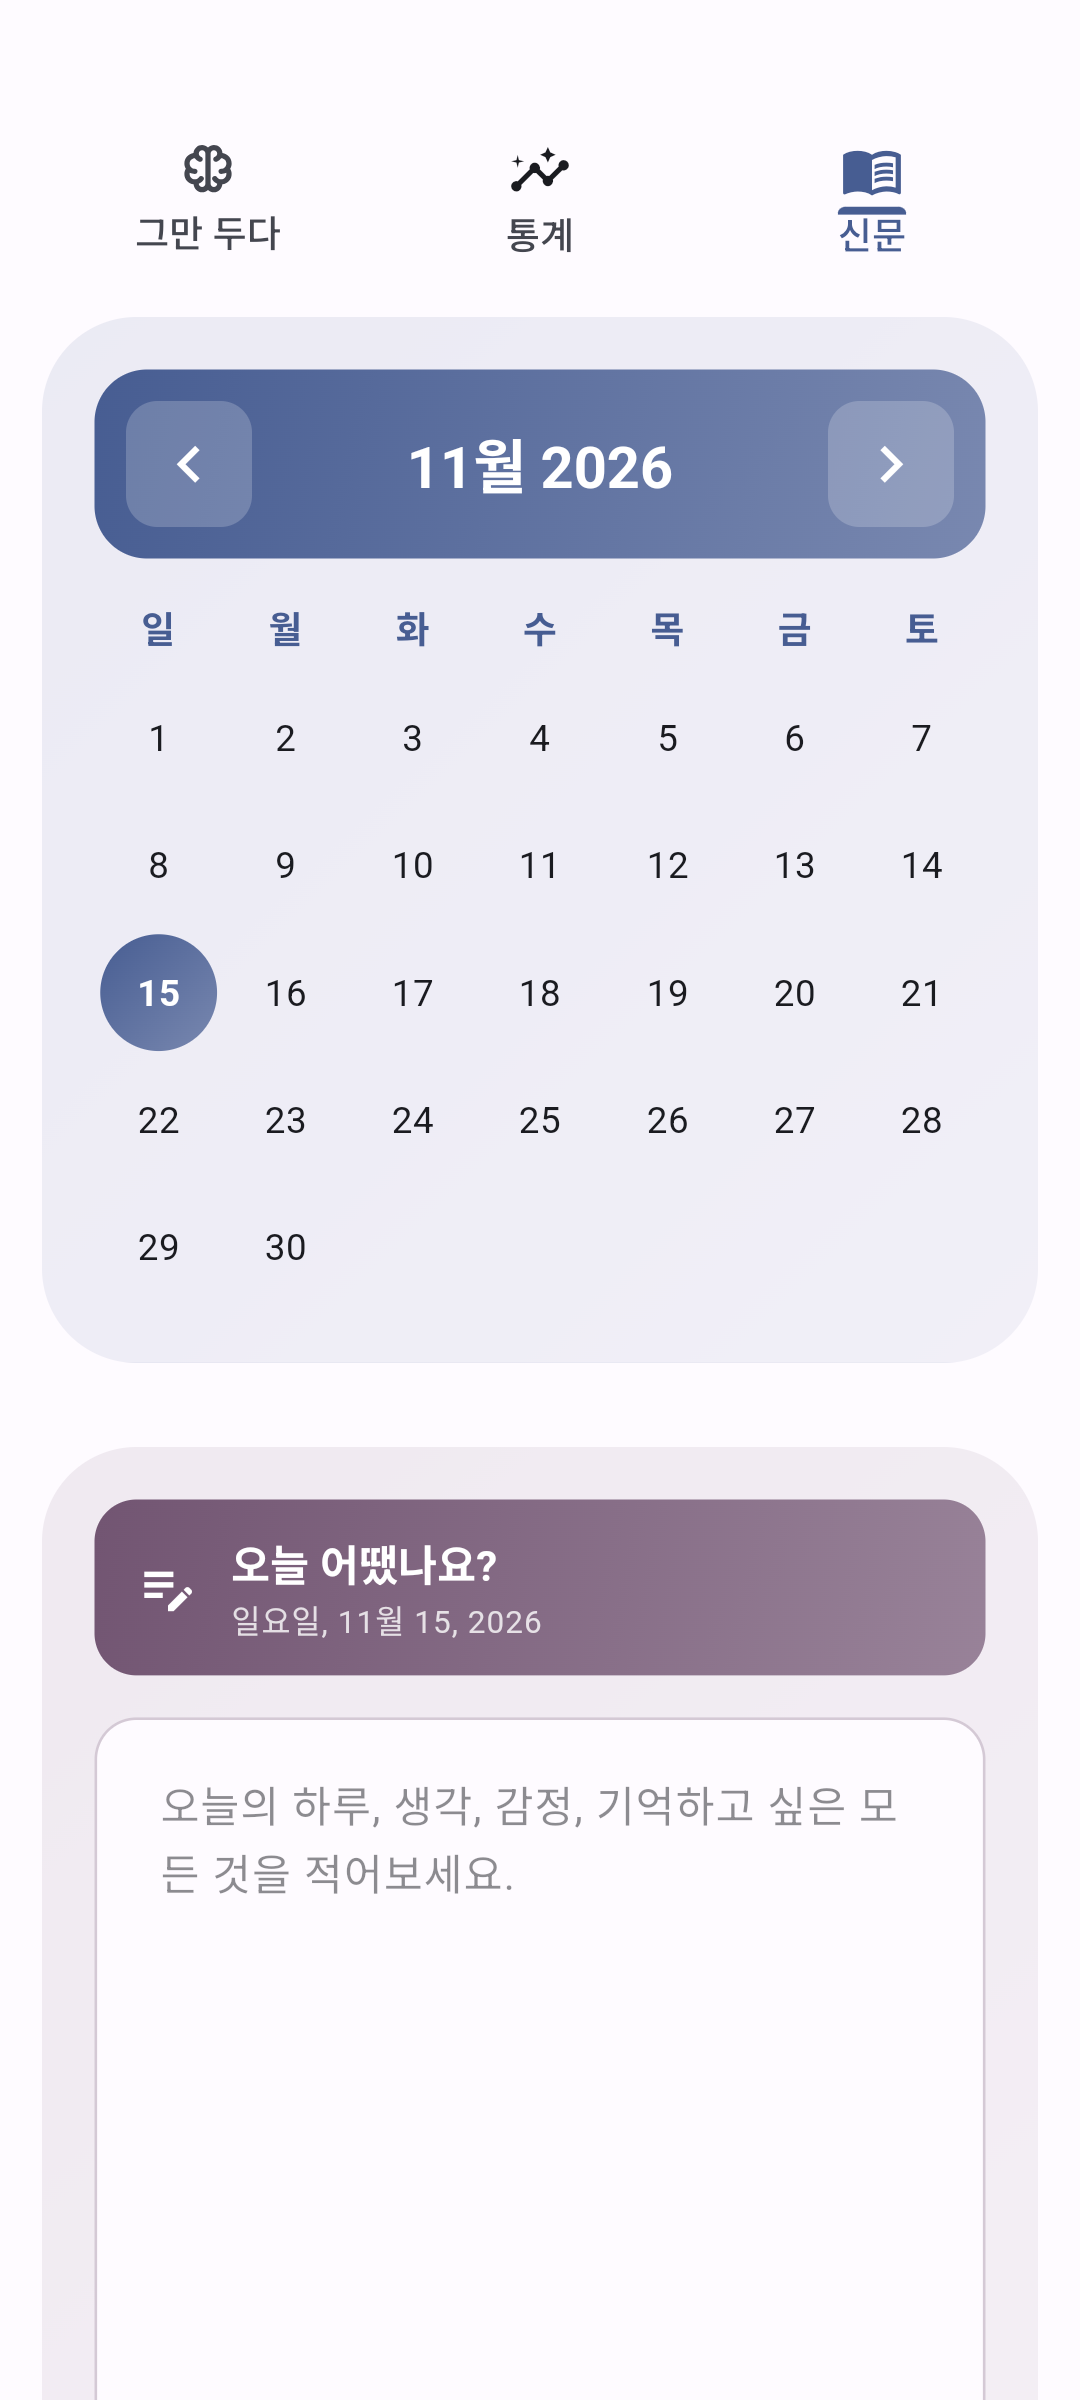 그만 두다 통계 신문
11월 2026
일 월 화 수 목 금 토
1 2 3 4 5 6 7
8 9 10 11 12 13 14
15 16 17 18 19 20 21
22 23 24 25 26 27 28
29 30
오늘 어땠나요?
일요일, 11월 15, 2026
오늘의 하루, 생각, 감정, 기억하고 싶은 모
든 것을 적어보세요.